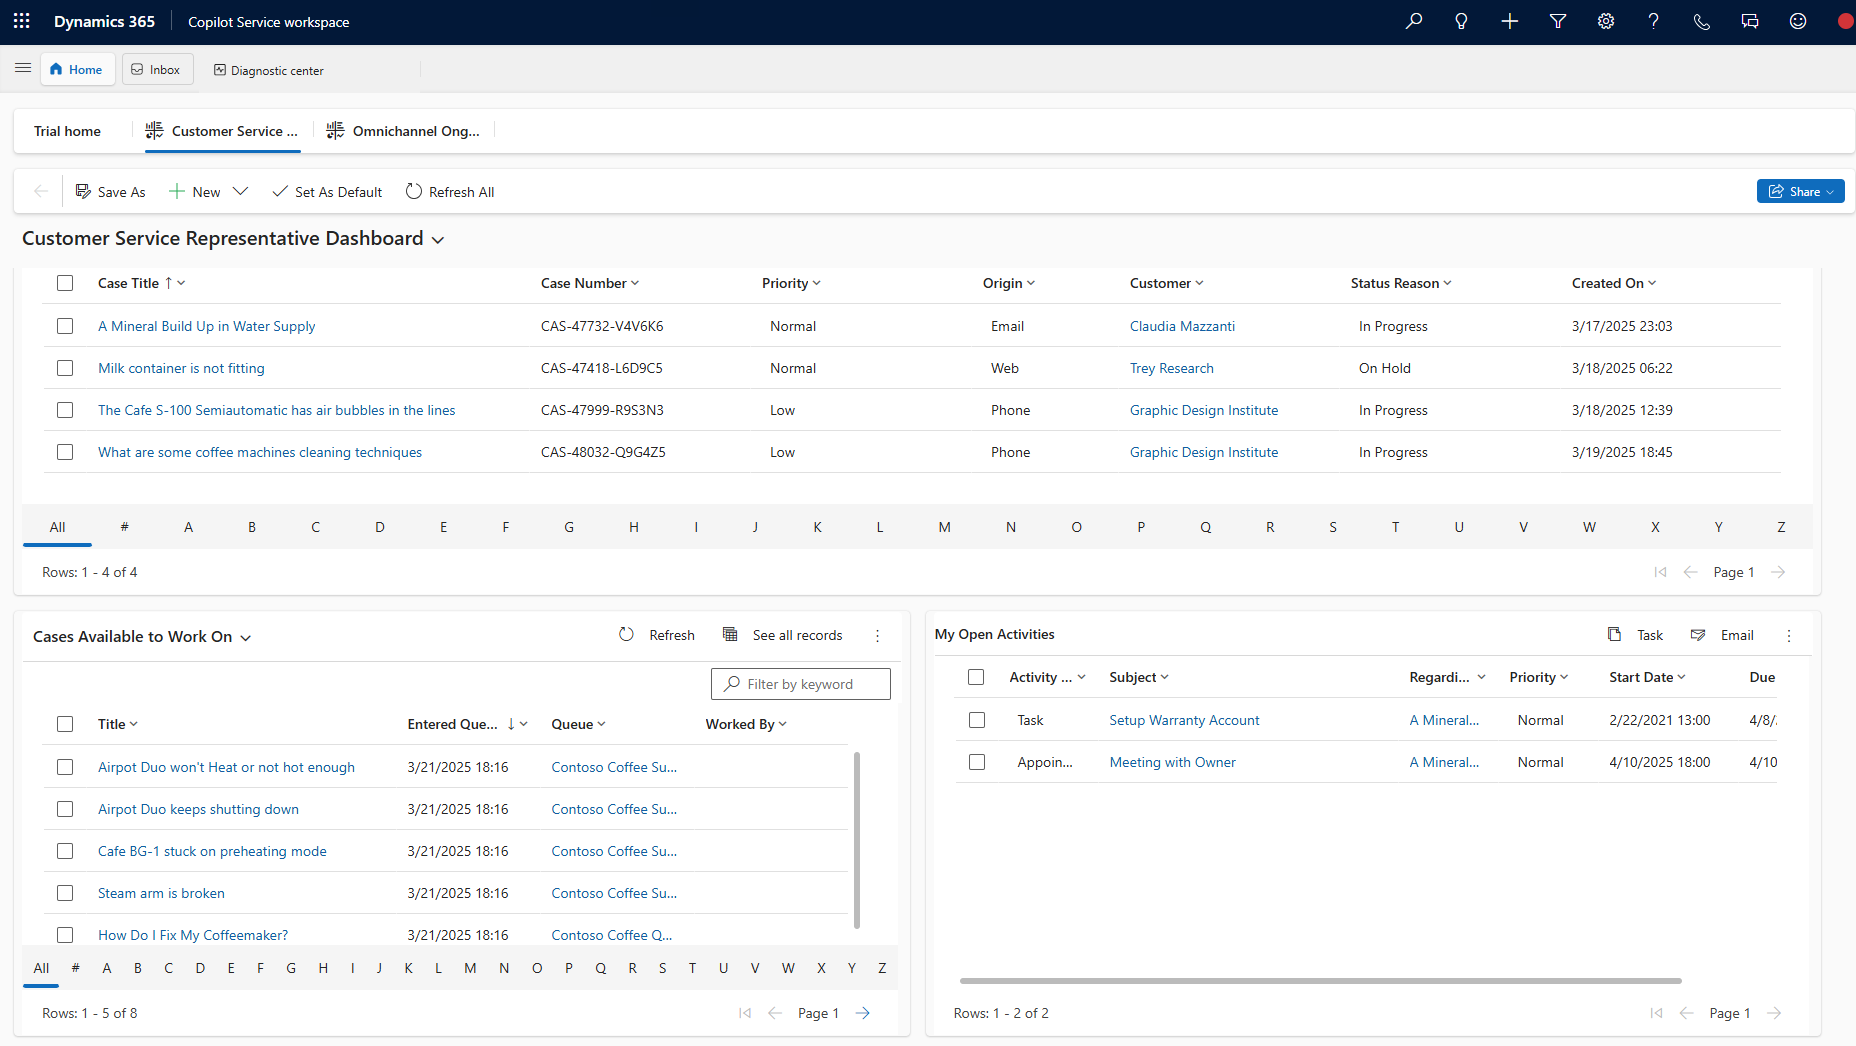 Dynamics 365 Copilot Service workspace
Home Inbox Diagnostic center
Trial home Customer Service ... Omnichannel Ong...
Save As New Set As Default Refresh All Share
Customer Service Representative Dashboard
Case Title Case Number Priority Origin Customer Status Reason Created On
A Mineral Build Up in Water Supply CAS-47732-V4V6K6 Normal Email Claudia Mazzanti In Progress 3/17/2025 23:03
Milk container is not fitting CAS-47418-L6D9C5 Normal Web Trey Research On Hold 3/18/2025 06:22
The Cafe S-100 Semiautomatic has air bubbles in the lines CAS-47999-R9S3N3 Low Phone Graphic Design Institute In Progress 3/18/2025 12:39
What are some coffee machines cleaning techniques CAS-48032-Q9G4Z5 Low Phone Graphic Design Institute In Progress 3/19/2025 18:45
All # A B C D E F G H I J K L M N O P Q R S T U V W X Y Z
Rows: 1 - 4 of 4 Page 1
Cases Available to Work On Refresh See all records
Filter by keyword
Title Entered Que... Queue Worked By
Airpot Duo won't Heat or not hot enough 3/21/2025 18:16 Contoso Coffee Su...
Airpot Duo keeps shutting down 3/21/2025 18:16 Contoso Coffee Su...
Cafe BG-1 stuck on preheating mode 3/21/2025 18:16 Contoso Coffee Su...
Steam arm is broken 3/21/2025 18:16 Contoso Coffee Su...
How Do I Fix My Coffeemaker? 3/21/2025 18:16 Contoso Coffee Q...
All # A B C D E F G H I J K L M N O P Q R S T U V W X Y Z
Rows: 1 - 5 of 8 Page 1
My Open Activities Task Email
Activity ... Subject Regardi... Priority Start Date Due
Task Setup Warranty Account A Mineral... Normal 2/22/2021 13:00 4/8/
Appoin... Meeting with Owner A Mineral... Normal 4/10/2025 18:00 4/10
Rows: 1 - 2 of 2 Page 1